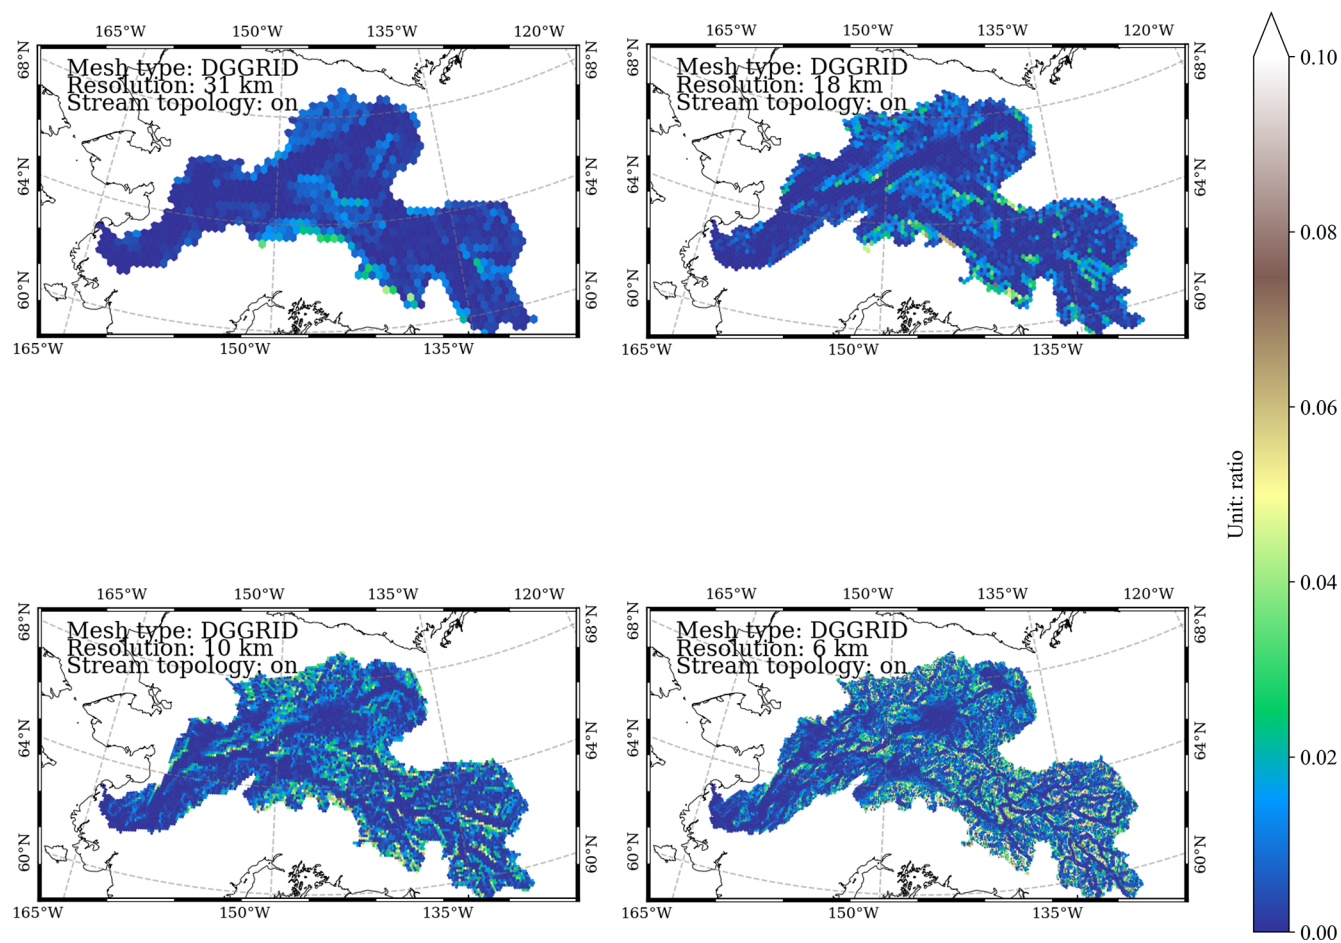 165°W 150°W 135°W 120°W
68°N
64°N
60°N
Mesh type: DGGRID
Resolution: 31 km
Stream topology: on
68°N
64°N
60°N
165°W 150°W 135°W
165°W 150°W 135°W 120°W
68°N
64°N
60°N
Mesh type: DGGRID
Resolution: 18 km
Stream topology: on
68°N
64°N
60°N
165°W 150°W 135°W
165°W 150°W 135°W 120°W
68°N
64°N
60°N
Mesh type: DGGRID
Resolution: 10 km
Stream topology: on
68°N
64°N
60°N
165°W 150°W 135°W
165°W 150°W 135°W 120°W
68°N
64°N
60°N
Mesh type: DGGRID
Resolution: 6 km
Stream topology: on
68°N
64°N
60°N
165°W 150°W 135°W
Unit: ratio
0.10
0.08
0.06
0.04
0.02
0.00